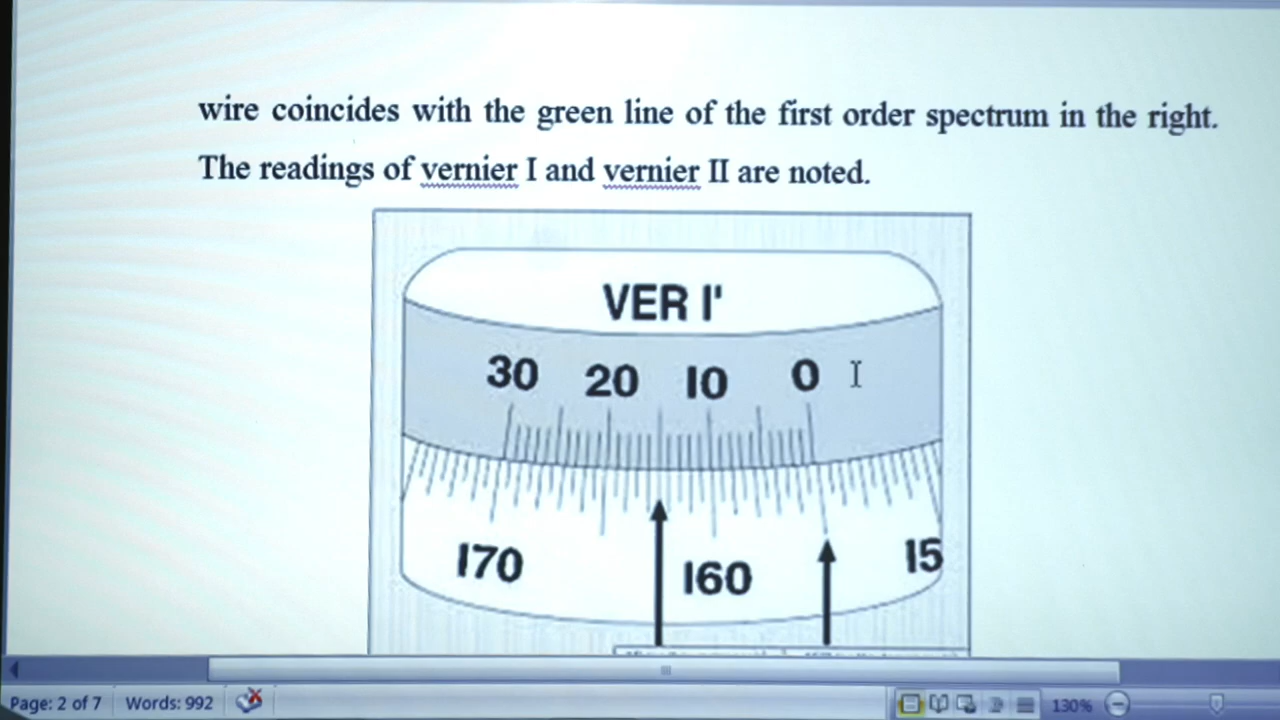 wire coincides with the green line of the first order spectrum in the right.
The readings of vernier I and vernier II are noted.
VER I'
30 20 10 0
170 160 15
Page: 2 of 7 Words: 992 130%